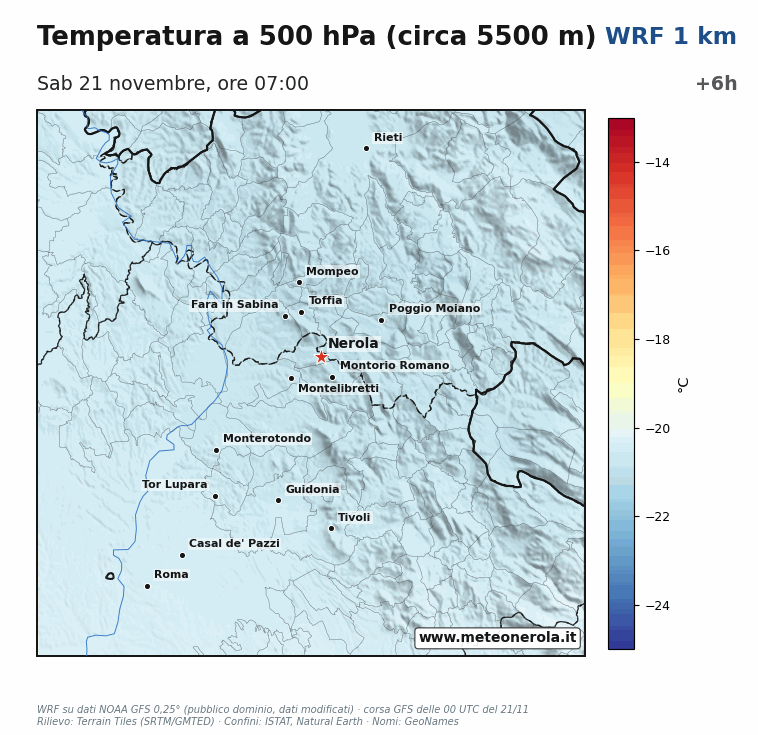 Temperatura a 500 hPa (circa 5500 m) WRF 1 km
Sab 21 novembre, ore 07:00 +6h
Rieti
Mompeo
Fara in Sabina
Toffia
Poggio Moiano
Nerola
Montorio Romano
Montelibretti
Monterotondo
Tor Lupara
Guidonia
Tivoli
Casal de' Pazzi
Roma
www.meteonerola.it
−14
−16
−18
−20
−22
−24
°C
WRF su dati NOAA GFS 0,25° (pubblico dominio, dati modificati) · corsa GFS delle 00 UTC del 21/11
Rilievo: Terrain Tiles (SRTM/GMTED) · Confini: ISTAT, Natural Earth · Nomi: GeoNames